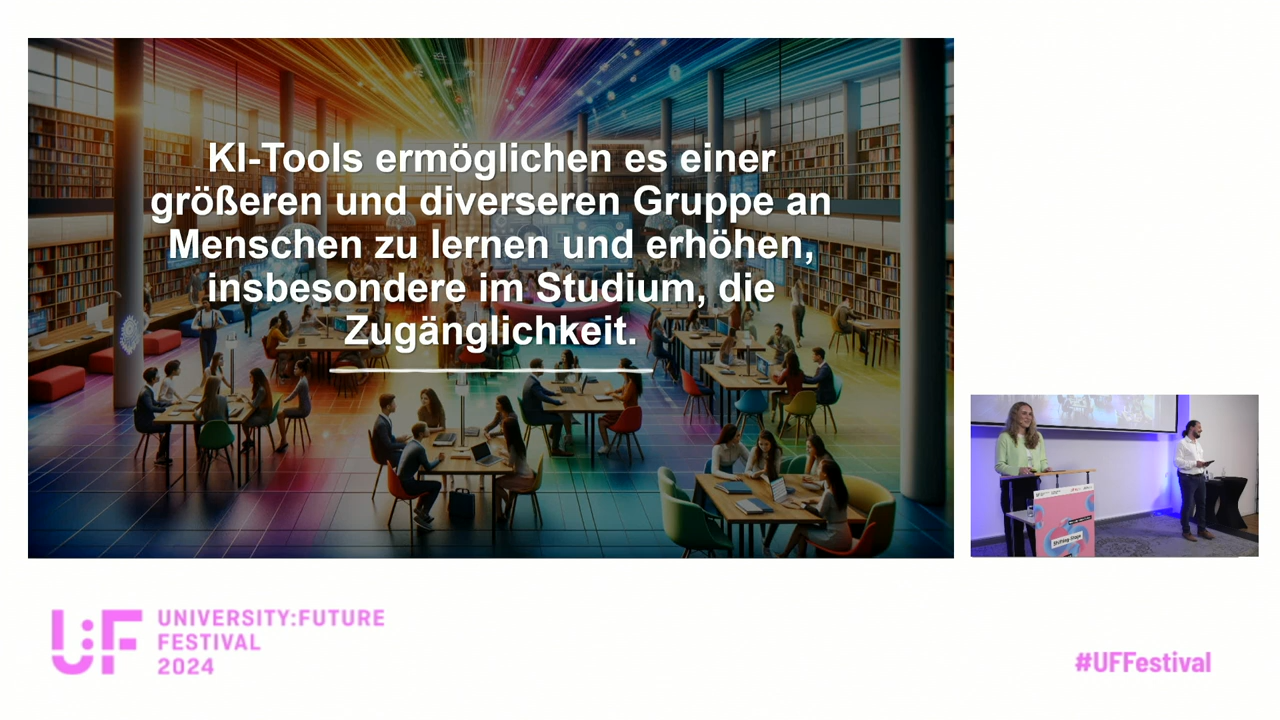 KI-Tools ermöglichen es einer
größeren und diverseren Gruppe an
Menschen zu lernen und erhöhen,
insbesondere im Studium, die
Zugänglichkeit.
U:F
UNIVERSITY:FUTURE
FESTIVAL
2024
#UFFestival